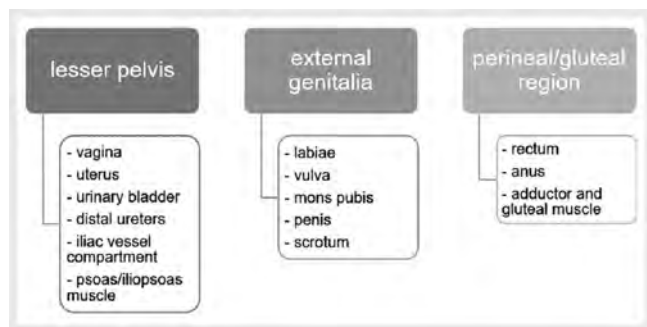 lesser pelvis
- vagina
- uterus
- urinary bladder
- distal ureters
- iliac vessel
compartment
- psoas/iliopsoas
muscle
external
genitalia
- labiae
- vulva
- mons pubis
- penis
- scrotum
perineal/gluteal
region
- rectum
- anus
- adductor and
gluteal muscle